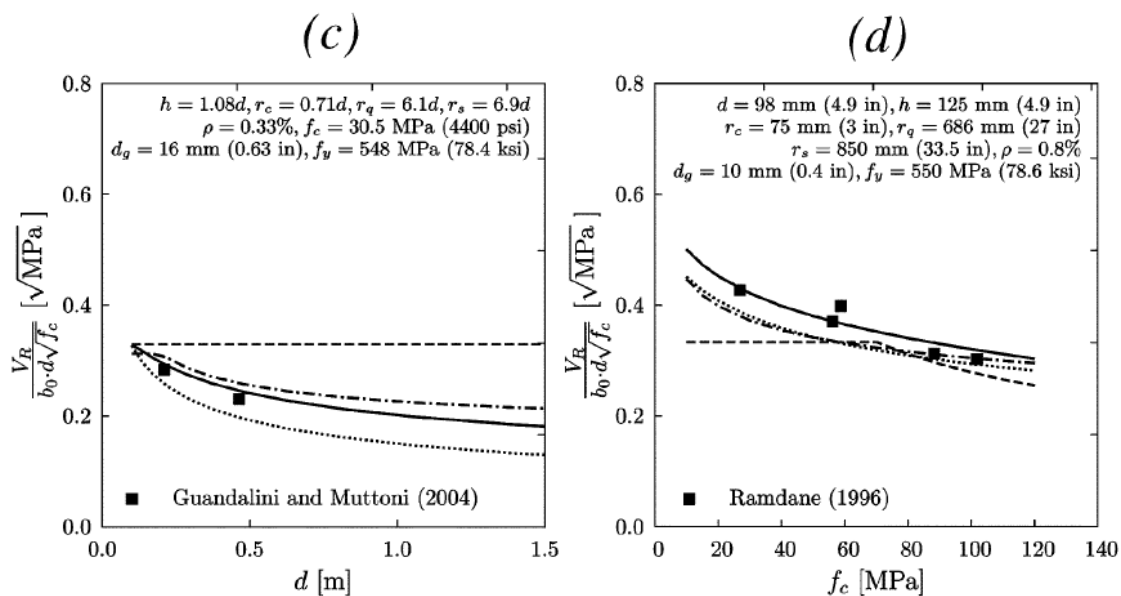 (c)
0.8
0.6
0.4
0.2
0.0
V_R / b_0·d√f_c [√MPa]
h = 1.08d, r_c = 0.71d, r_q = 6.1d, r_s = 6.9d
ρ = 0.33%, f_c = 30.5 MPa (4400 psi)
d_g = 16 mm (0.63 in), f_y = 548 MPa (78.4 ksi)
■ Guandalini and Muttoni (2004)
0.0 0.5 1.0 1.5
d [m]
(d)
0.8
0.6
0.4
0.2
0.0
V_R / b_0·d√f_c [√MPa]
d = 98 mm (4.9 in), h = 125 mm (4.9 in)
r_c = 75 mm (3 in), r_q = 686 mm (27 in)
r_s = 850 mm (33.5 in), ρ = 0.8%
d_g = 10 mm (0.4 in), f_y = 550 MPa (78.6 ksi)
■ Ramdane (1996)
0 20 40 60 80 100 120 140
f_c [MPa]